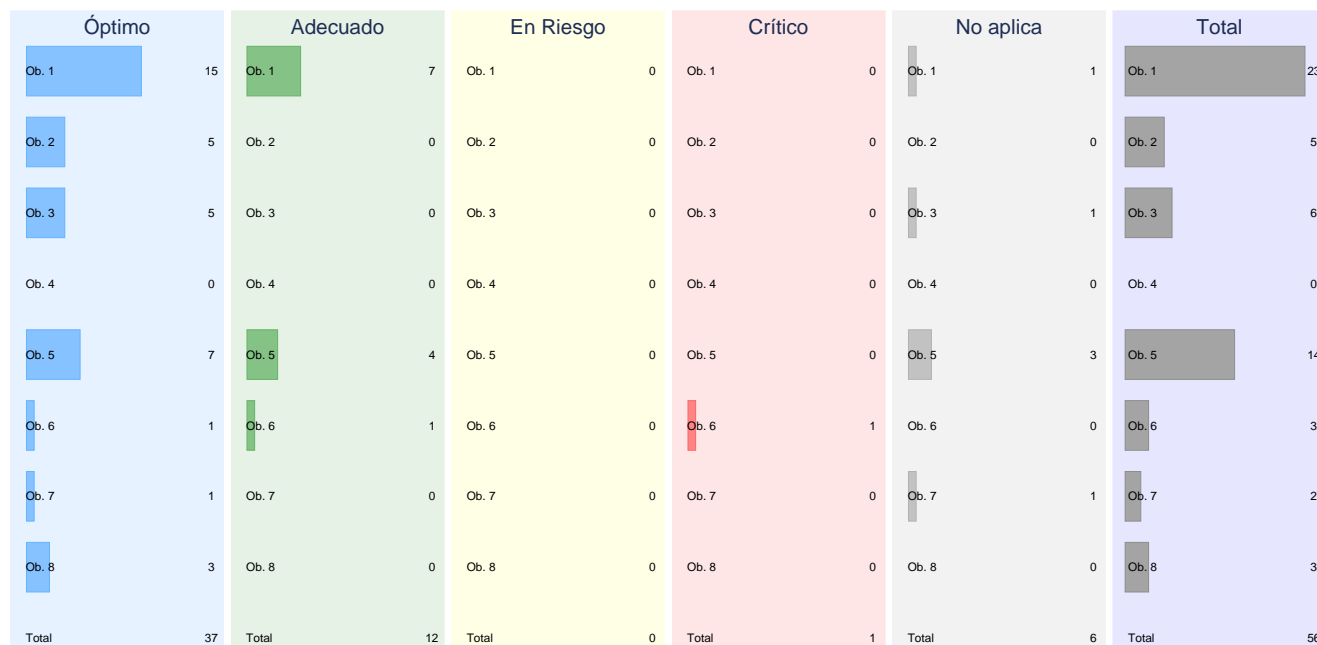 Óptimo Adecuado En Riesgo Crítico No aplica Total
Ob. 1 15 Ob. 1 7 Ob. 1 0 Ob. 1 0 Ob. 1 1 Ob. 1 23
Ob. 2 5 Ob. 2 0 Ob. 2 0 Ob. 2 0 Ob. 2 0 Ob. 2 5
Ob. 3 5 Ob. 3 0 Ob. 3 0 Ob. 3 0 Ob. 3 1 Ob. 3 6
Ob. 4 0 Ob. 4 0 Ob. 4 0 Ob. 4 0 Ob. 4 0 Ob. 4 0
Ob. 5 7 Ob. 5 4 Ob. 5 0 Ob. 5 0 Ob. 5 3 Ob. 5 14
Ob. 6 1 Ob. 6 1 Ob. 6 0 Ob. 6 1 Ob. 6 0 Ob. 6 3
Ob. 7 1 Ob. 7 0 Ob. 7 0 Ob. 7 0 Ob. 7 1 Ob. 7 2
Ob. 8 3 Ob. 8 0 Ob. 8 0 Ob. 8 0 Ob. 8 0 Ob. 8 3
Total 37 Total 12 Total 0 Total 1 Total 6 Total 56